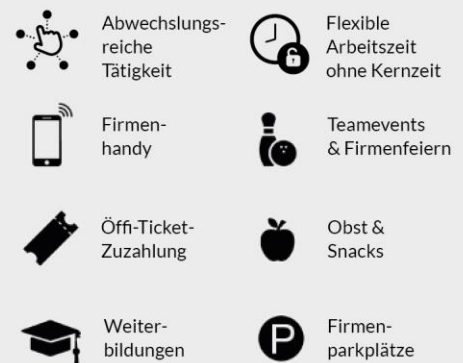 Abwechslungs-
reiche
Tätigkeit
Flexible
Arbeitszeit
ohne Kernzeit
Firmen-
handy
Teamevents
& Firmenfeiern
Öffi-Ticket-
Zuzahlung
Obst &
Snacks
Weiter-
bildungen
P
Firmen-
parkplätze